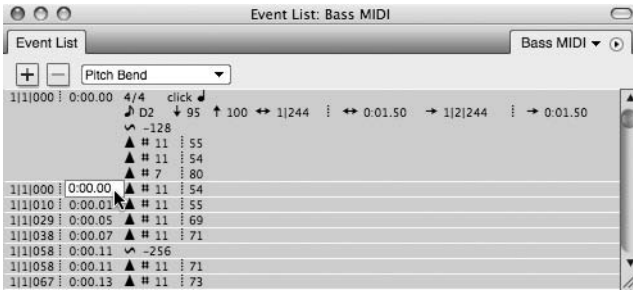 Event List: Bass MIDI
Event List Bass MIDI
Pitch Bend
1|1|000 0:00.00 4/4 click
D2 95 100 1|244 0:01.50 1|2|244 0:01.50
-128
# 11 55
# 11 54
# 7 80
1|1|000 0:00.00 # 11 54
1|1|010 0:00.01 # 11 55
1|1|029 0:00.05 # 11 69
1|1|038 0:00.07 # 11 71
1|1|058 0:00.11 -256
1|1|058 0:00.11 # 11 71
1|1|067 0:00.13 # 11 73